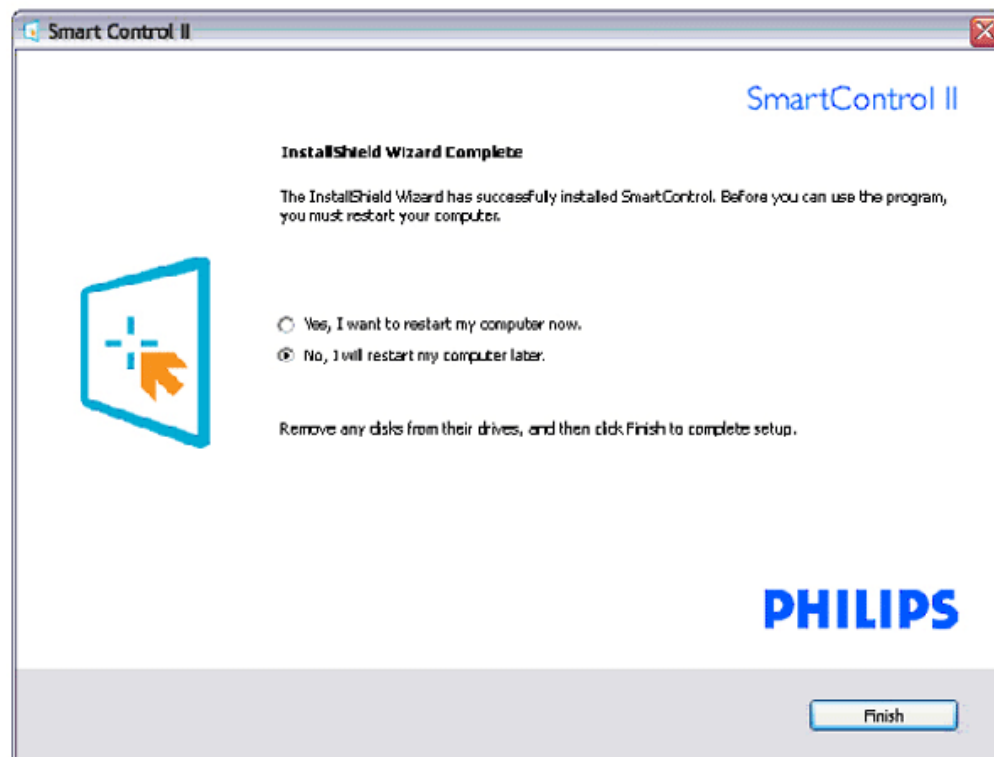 Smart Control II
SmartControl II
InstallShield Wizard Complete
The InstallShield Wizard has successfully installed SmartControl. Before you can use the program,
you must restart your computer.
Yes, I want to restart my computer now.
No, I will restart my computer later.
Remove any disks from their drives, and then click Finish to complete setup.
PHILIPS
Finish